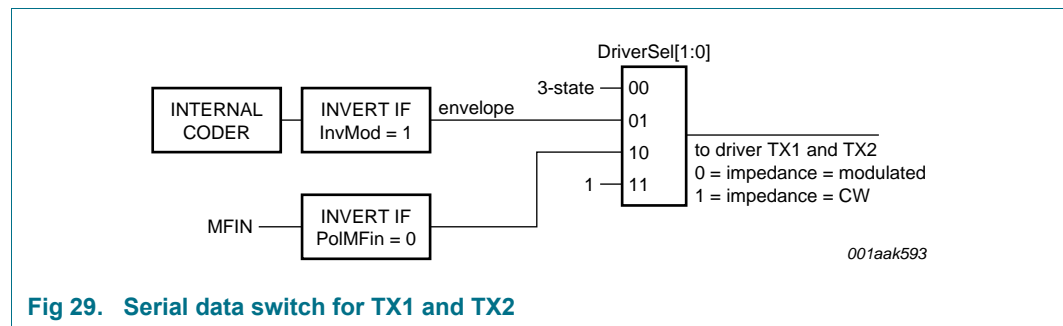 DriverSel[1:0]
3-state
00
INTERNAL
CODER
INVERT IF
InvMod = 1
envelope
01
10
11
1
to driver TX1 and TX2
0 = impedance = modulated
1 = impedance = CW
MFIN
INVERT IF
PolMFin = 0
001aak593
Fig 29. Serial data switch for TX1 and TX2